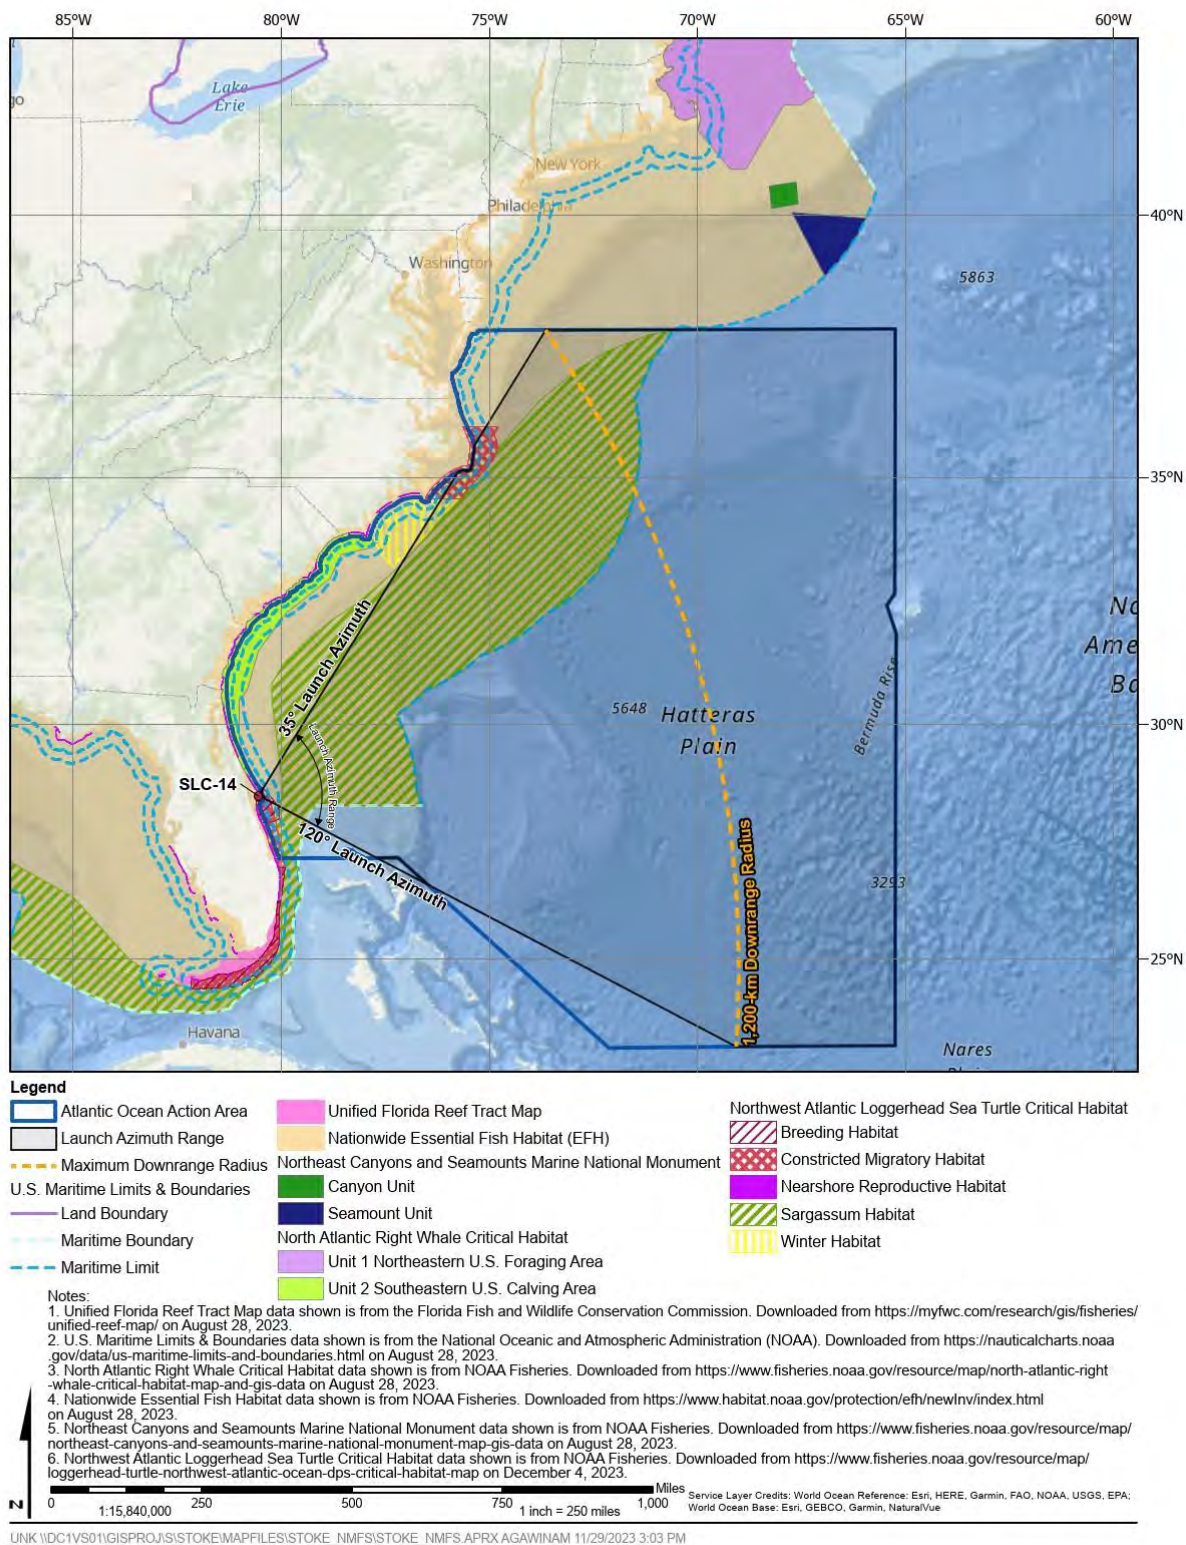 85°W 80°W 75°W 70°W 65°W 60°W
Lake
Erie
New York
Philadelphia
40°N
Washington
5863
35°N
35° Launch Azimuth
Launch Azimuth Range
5648
Hatteras
Plain
Bermuda Rise
30°N
SLC-14
120° Launch Azimuth
1,200-km Downrange Radius
3293
25°N
Havana
Nares
Legend
Atlantic Ocean Action Area
Launch Azimuth Range
Maximum Downrange Radius
U.S. Maritime Limits & Boundaries
Land Boundary
Maritime Boundary
Maritime Limit
Unified Florida Reef Tract Map
Nationwide Essential Fish Habitat (EFH)
Northeast Canyons and Seamounts Marine National Monument
Canyon Unit
Seamount Unit
North Atlantic Right Whale Critical Habitat
Unit 1 Northeastern U.S. Foraging Area
Unit 2 Southeastern U.S. Calving Area
Northwest Atlantic Loggerhead Sea Turtle Critical Habitat
Breeding Habitat
Constricted Migratory Habitat
Nearshore Reproductive Habitat
Sargassum Habitat
Winter Habitat
Notes:
1. Unified Florida Reef Tract Map data shown is from the Florida Fish and Wildlife Conservation Commission. Downloaded from https://myfwc.com/research/gis/fisheries/
unified-reef-map/ on August 28, 2023.
2. U.S. Maritime Limits & Boundaries data shown is from the National Oceanic and Atmospheric Administration (NOAA). Downloaded from https://nauticalcharts.noaa
.gov/data/us-maritime-limits-and-boundaries.html on August 28, 2023.
3. North Atlantic Right Whale Critical Habitat data shown is from NOAA Fisheries. Downloaded from https://www.fisheries.noaa.gov/resource/map/north-atlantic-right
-whale-critical-habitat-map-and-gis-data on August 28, 2023.
4. Nationwide Essential Fish Habitat data shown is from NOAA Fisheries. Downloaded from https://www.habitat.noaa.gov/protection/efh/newInv/index.html
on August 28, 2023.
5. Northeast Canyons and Seamounts Marine National Monument data shown is from NOAA Fisheries. Downloaded from https://www.fisheries.noaa.gov/resource/map/
northeast-canyons-and-seamounts-marine-national-monument-map-gis-data on August 28, 2023.
6. Northwest Atlantic Loggerhead Sea Turtle Critical Habitat data shown is from NOAA Fisheries. Downloaded from https://www.fisheries.noaa.gov/resource/map/
loggerhead-turtle-northwest-atlantic-ocean-dps-critical-habitat-map on December 4, 2023.
N
Miles
0 250 500 750 1,000
1:15,840,000 1 inch = 250 miles
Service Layer Credits: World Ocean Reference: Esri, HERE, Garmin, FAO, NOAA, USGS, EPA;
World Ocean Base: Esri, GEBCO, Garmin, NaturalVue
UNK \\DC1VS01\GISPROJ\S\STOKE\MAPFILES\STOKE_NMFS\STOKE_NMFS.APRX AGAWINAM 11/29/2023 3:03 PM